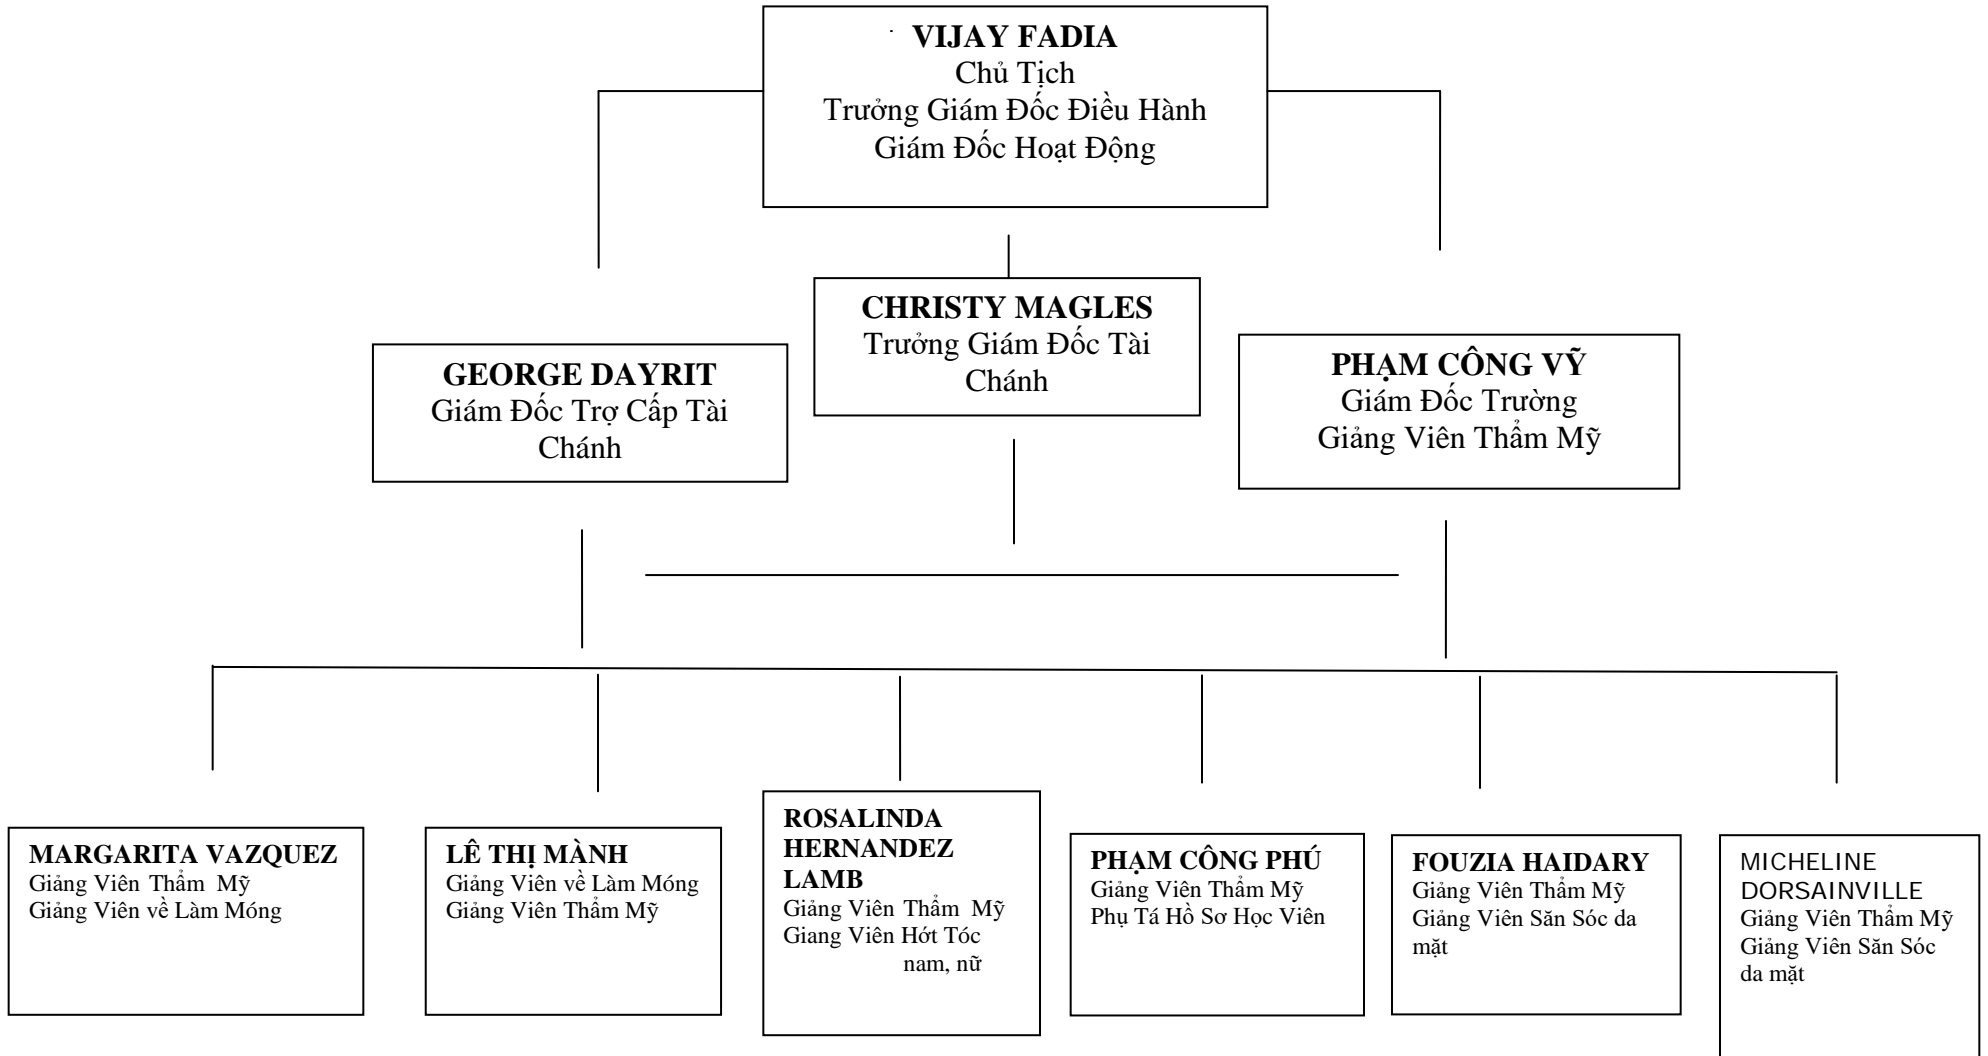 VIJAY FADIA
Chủ Tịch
Trưởng Giám Đốc Điều Hành
Giám Đốc Hoạt Động
CHRISTY MAGLES
Trưởng Giám Đốc Tài
Chánh
GEORGE DAYRIT
Giám Đốc Trợ Cấp Tài
Chánh
PHẠM CÔNG VỸ
Giám Đốc Trường
Giảng Viên Thẩm Mỹ
MARGARITA VAZQUEZ
Giảng Viên Thẩm Mỹ
Giảng Viên về Làm Móng
LÊ THỊ MÀNH
Giảng Viên về Làm Móng
Giảng Viên Thẩm Mỹ
ROSALINDA
HERNANDEZ
LAMB
Giảng Viên Thẩm Mỹ
Giang Viên Hớt Tóc
nam, nữ
PHẠM CÔNG PHÚ
Giảng Viên Thẩm Mỹ
Phụ Tá Hồ Sơ Học Viên
FOUZIA HAIDARY
Giảng Viên Thẩm Mỹ
Giảng Viên Săn Sóc da
mặt
MICHELINE
DORSAINVILLE
Giảng Viên Thẩm Mỹ
Giảng Viên Săn Sóc
da mặt